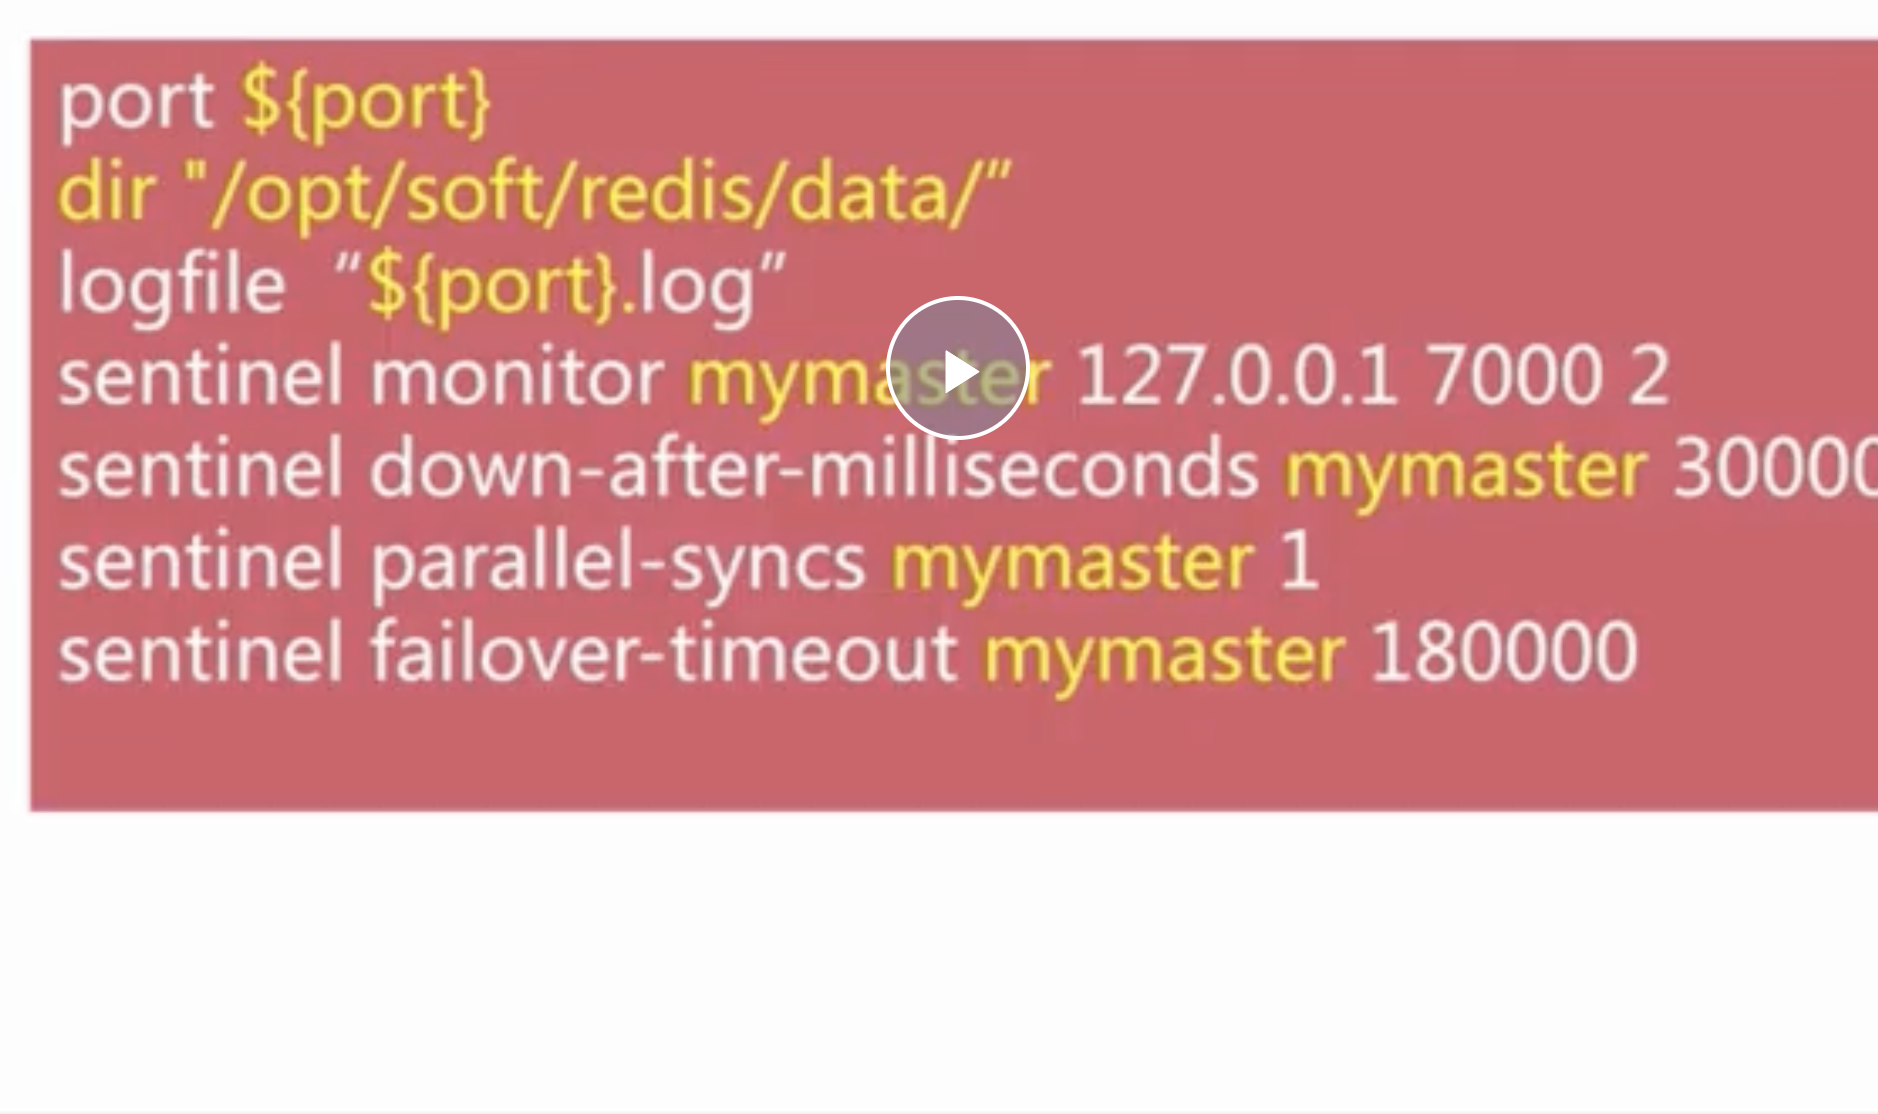 port ${port}
dir "/opt/soft/redis/data/”
logfile “${port}.log”
sentinel monitor mymaster 127.0.0.1 7000 2
sentinel down-after-milliseconds mymaster 30000
sentinel parallel-syncs mymaster 1
sentinel failover-timeout mymaster 180000